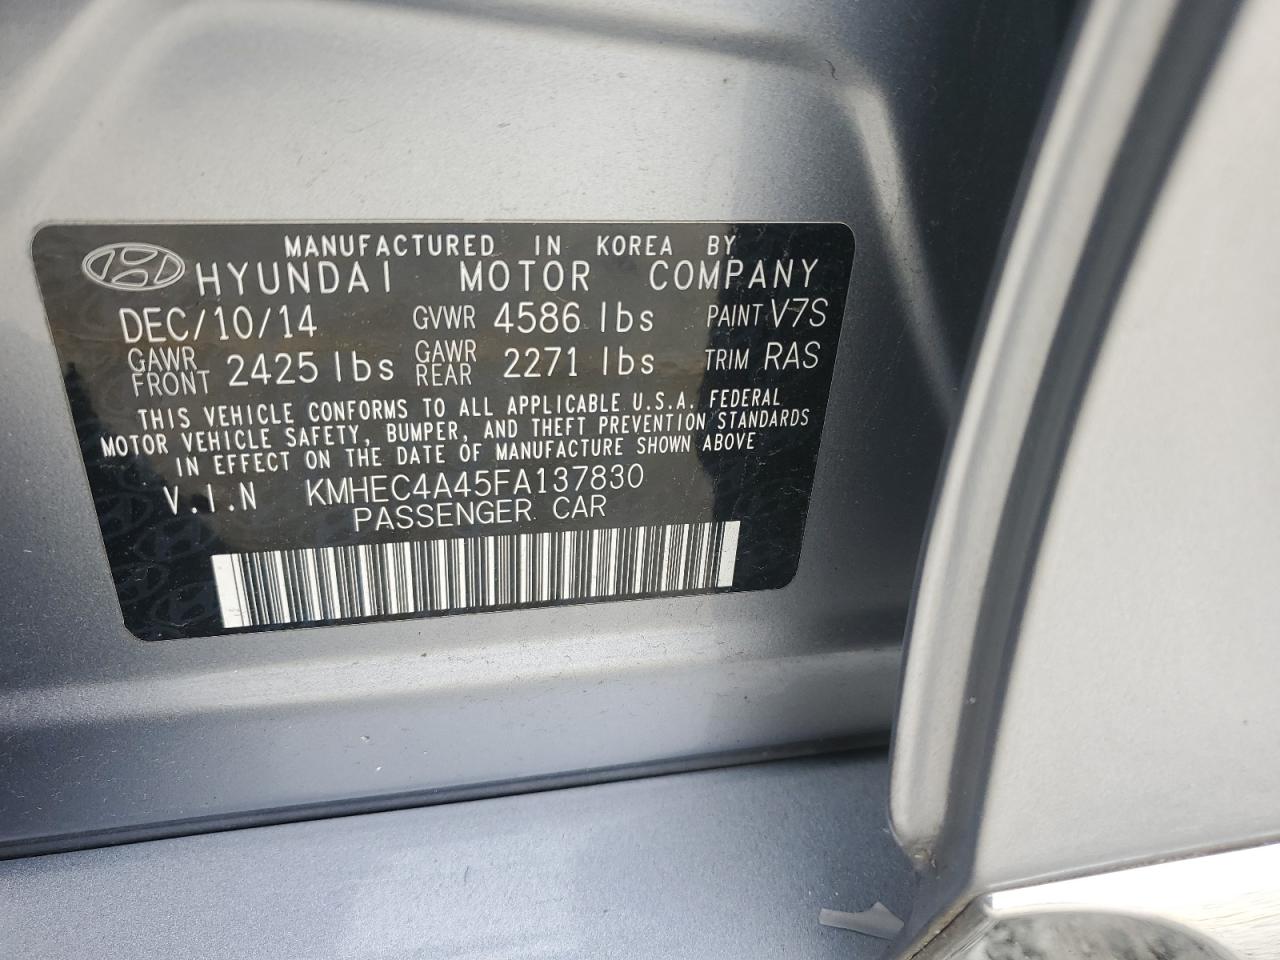 MANUFACTURED IN KOREA BY
HYUNDAI MOTOR COMPANY
DEC/10/14 GVWR 4586 lbs PAINT V7S
GAWR FRONT 2425 lbs GAWR REAR 2271 lbs TRIM RAS
THIS VEHICLE CONFORMS TO ALL APPLICABLE U.S.A. FEDERAL
MOTOR VEHICLE SAFETY, BUMPER, AND THEFT PREVENTION STANDARDS
IN EFFECT ON THE DATE OF MANUFACTURE SHOWN ABOVE
V.I.N KMHEC4A45FA137830
PASSENGER CAR